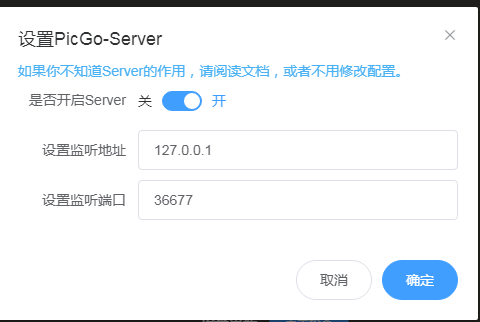 设置PicGo-Server
如果你不知道Server的作用，请阅读文档，或者不用修改配置。
是否开启Server 关 开
设置监听地址 127.0.0.1
设置监听端口 36677
取消 确定